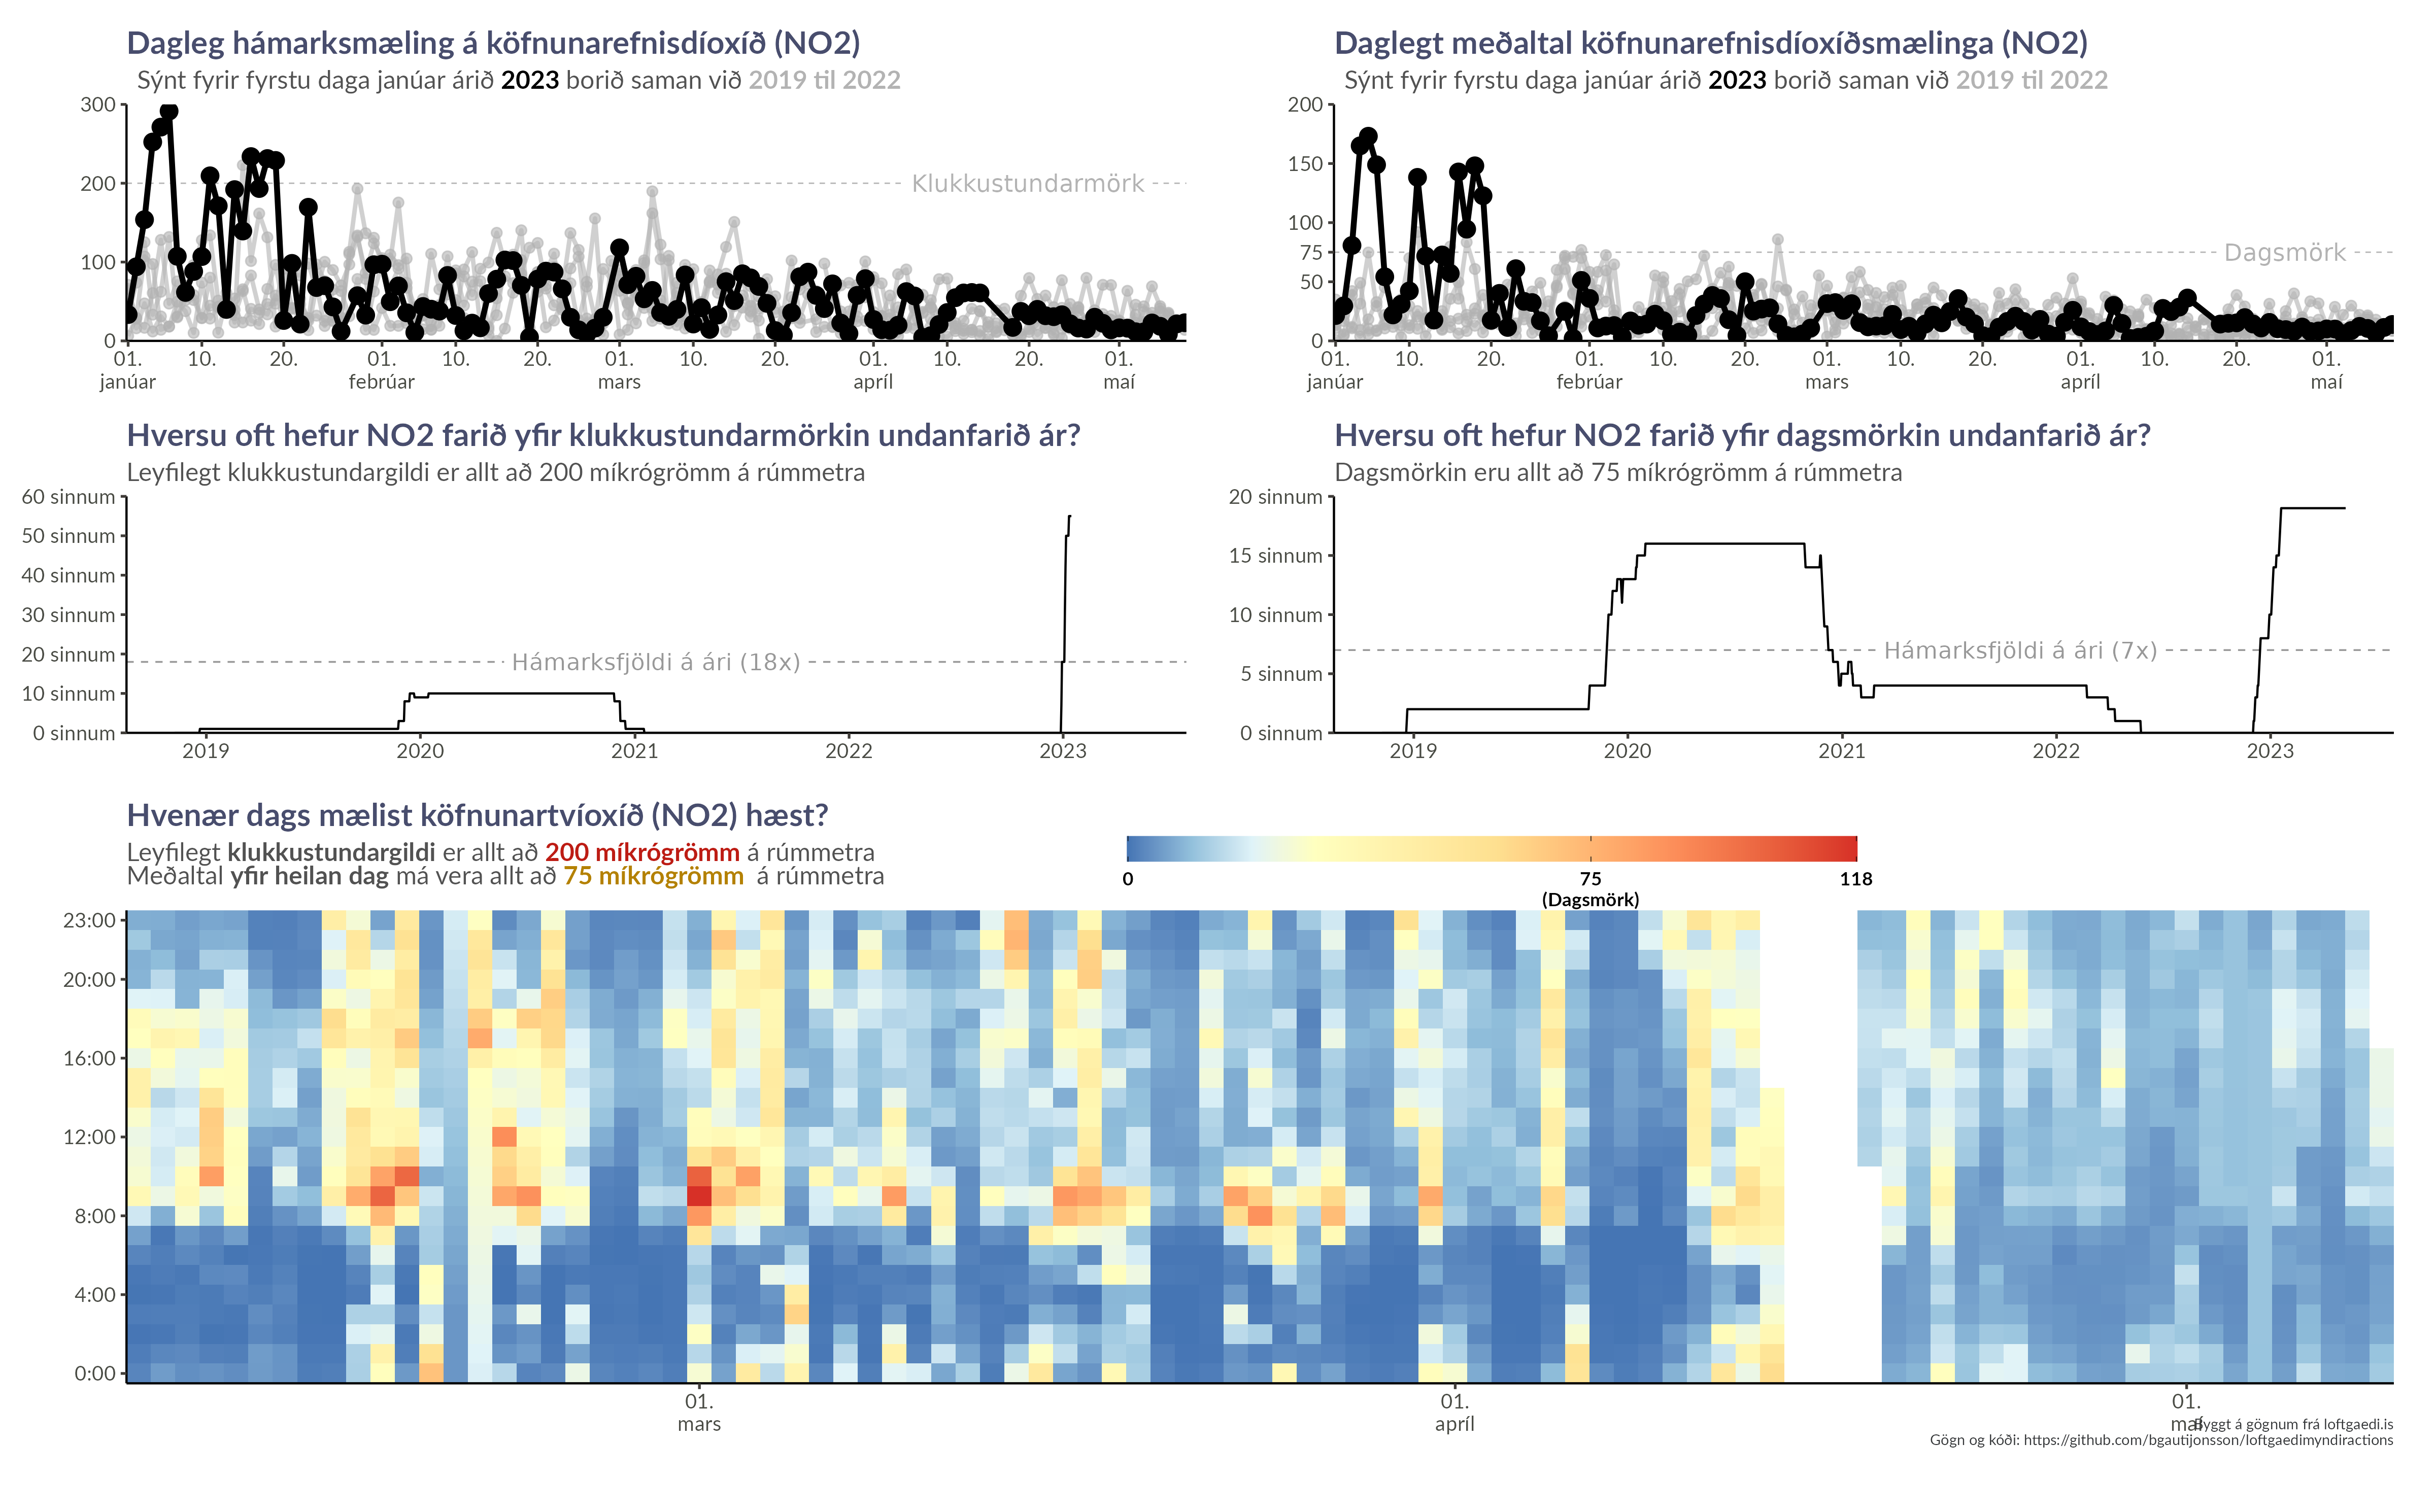 Dagleg hámarksmæling á köfnunarefnisdíoxíð (NO2)
Sýnt fyrir fyrstu daga janúar árið 2023 borið saman við 2019 til 2022
300
200
100
0
Klukkustundarmörk
01. 10. 20. 01. 10. 20. 01. 10. 20. 01. 10. 20. 01.
janúar febrúar mars apríl maí
Daglegt meðaltal köfnunarefnisdíoxíðsmælinga (NO2)
Sýnt fyrir fyrstu daga janúar árið 2023 borið saman við 2019 til 2022
200
150
100
75
50
0
Dagsmörk
01. 10. 20. 01. 10. 20. 01. 10. 20. 01. 10. 20. 01.
janúar febrúar mars apríl maí
Hversu oft hefur NO2 farið yfir klukkustundarmörkin undanfarið ár?
Leyfilegt klukkustundargildi er allt að 200 míkrógrömm á rúmmetra
60 sinnum
50 sinnum
40 sinnum
30 sinnum
20 sinnum
10 sinnum
0 sinnum
Hámarksfjöldi á ári (18x)
2019 2020 2021 2022 2023
Hversu oft hefur NO2 farið yfir dagsmörkin undanfarið ár?
Dagsmörkin eru allt að 75 míkrógrömm á rúmmetra
20 sinnum
15 sinnum
10 sinnum
5 sinnum
0 sinnum
Hámarksfjöldi á ári (7x)
2019 2020 2021 2022 2023
Hvenær dags mælist köfnunartvíoxíð (NO2) hæst?
Leyfilegt klukkustundargildi er allt að 200 míkrógrömm á rúmmetra
Meðaltal yfir heilan dag má vera allt að 75 míkrógrömm á rúmmetra
0 75 118
(Dagsmörk)
23:00
20:00
16:00
12:00
8:00
4:00
0:00
01. 01. 01.
mars apríl maí
Byggt á gögnum frá loftgaedi.is
Gögn og kóði: https://github.com/bgautijonsson/loftgaedimyndiractions